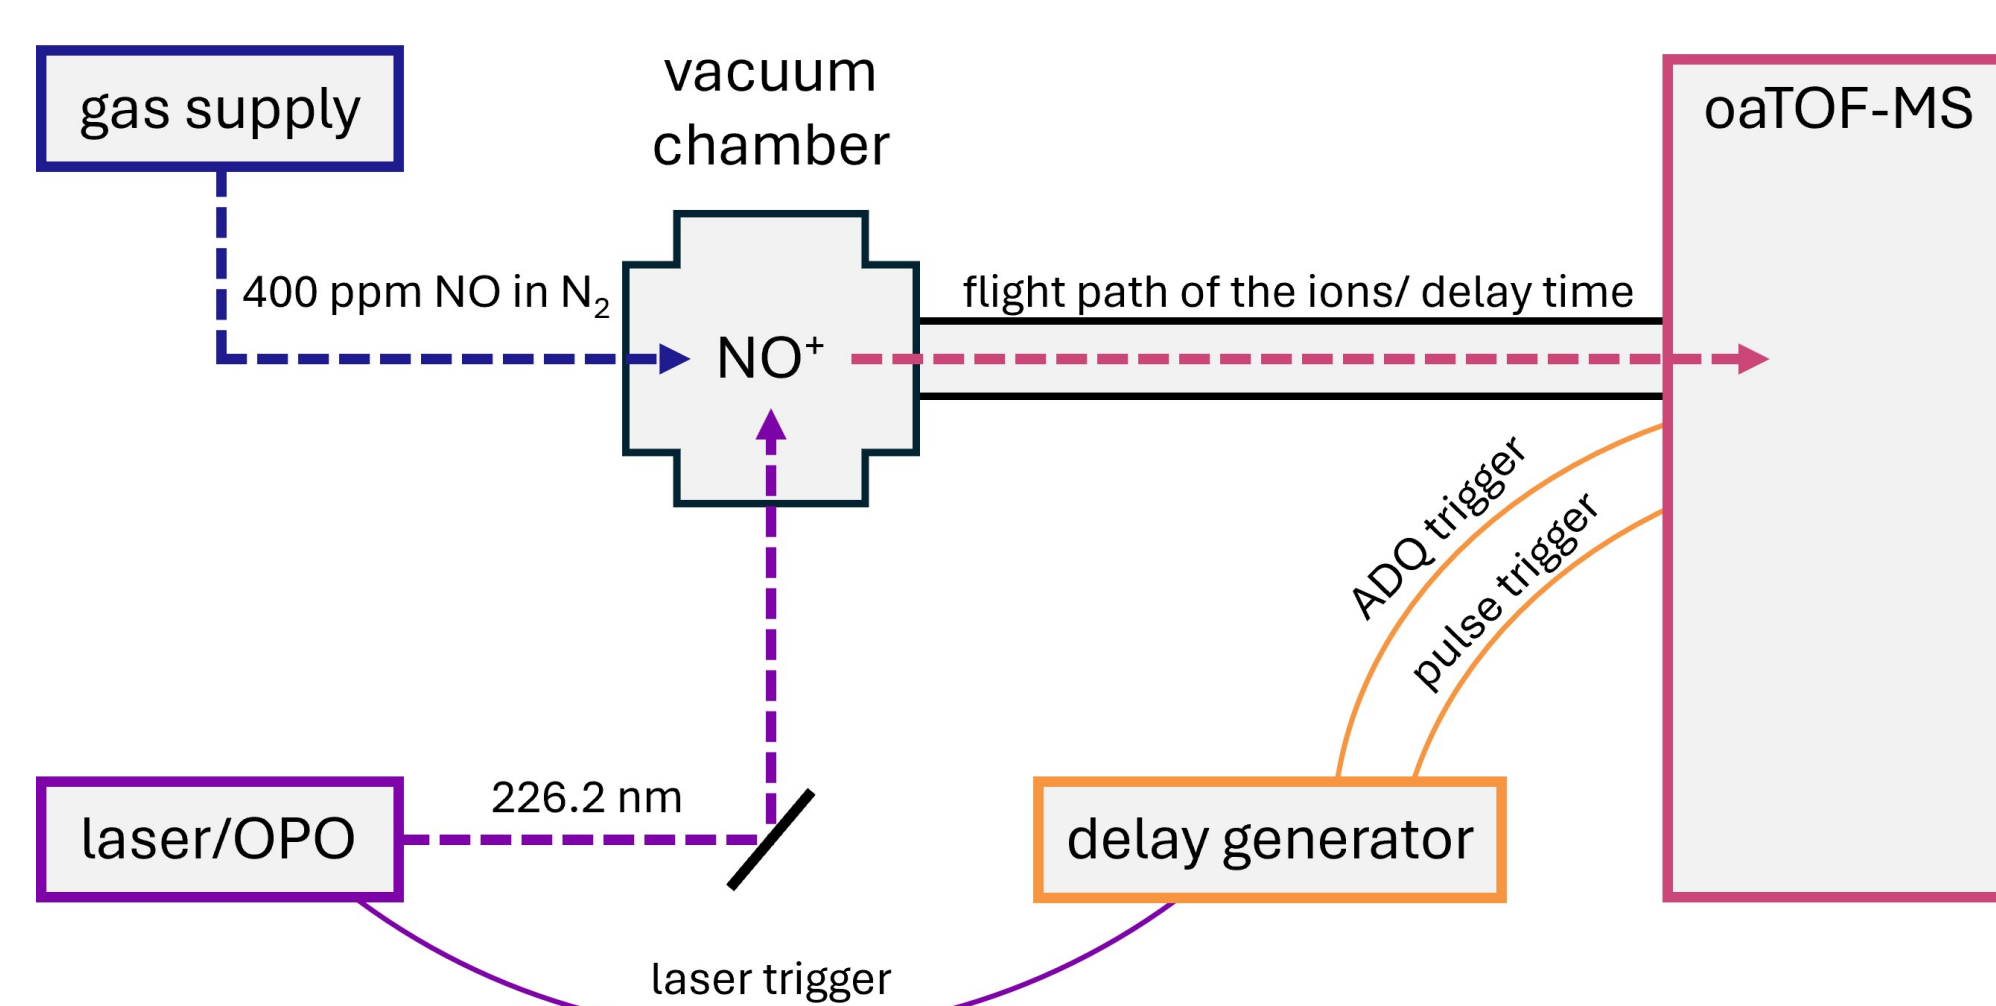 gas supply
vacuum
chamber
oaTOF-MS
400 ppm NO in N₂
flight path of the ions/ delay time
NO⁺
ADQ trigger
pulse trigger
226.2 nm
laser/OPO
delay generator
laser trigger